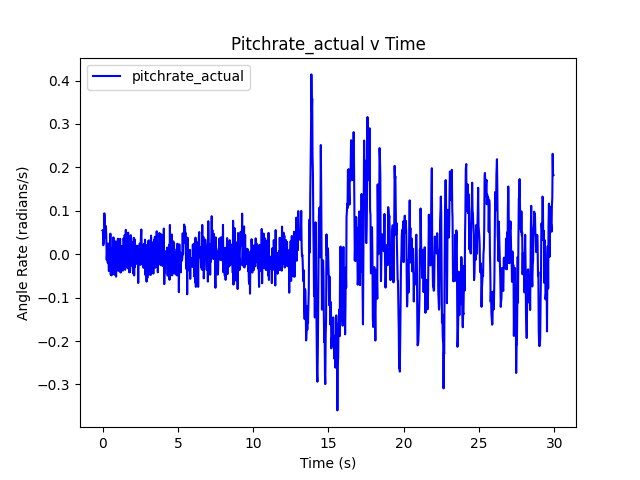 Pitchrate_actual v Time
pitchrate_actual
Angle Rate (radians/s)
0.4
0.3
0.2
0.1
0.0
−0.1
−0.2
−0.3
0 5 10 15 20 25 30
Time (s)